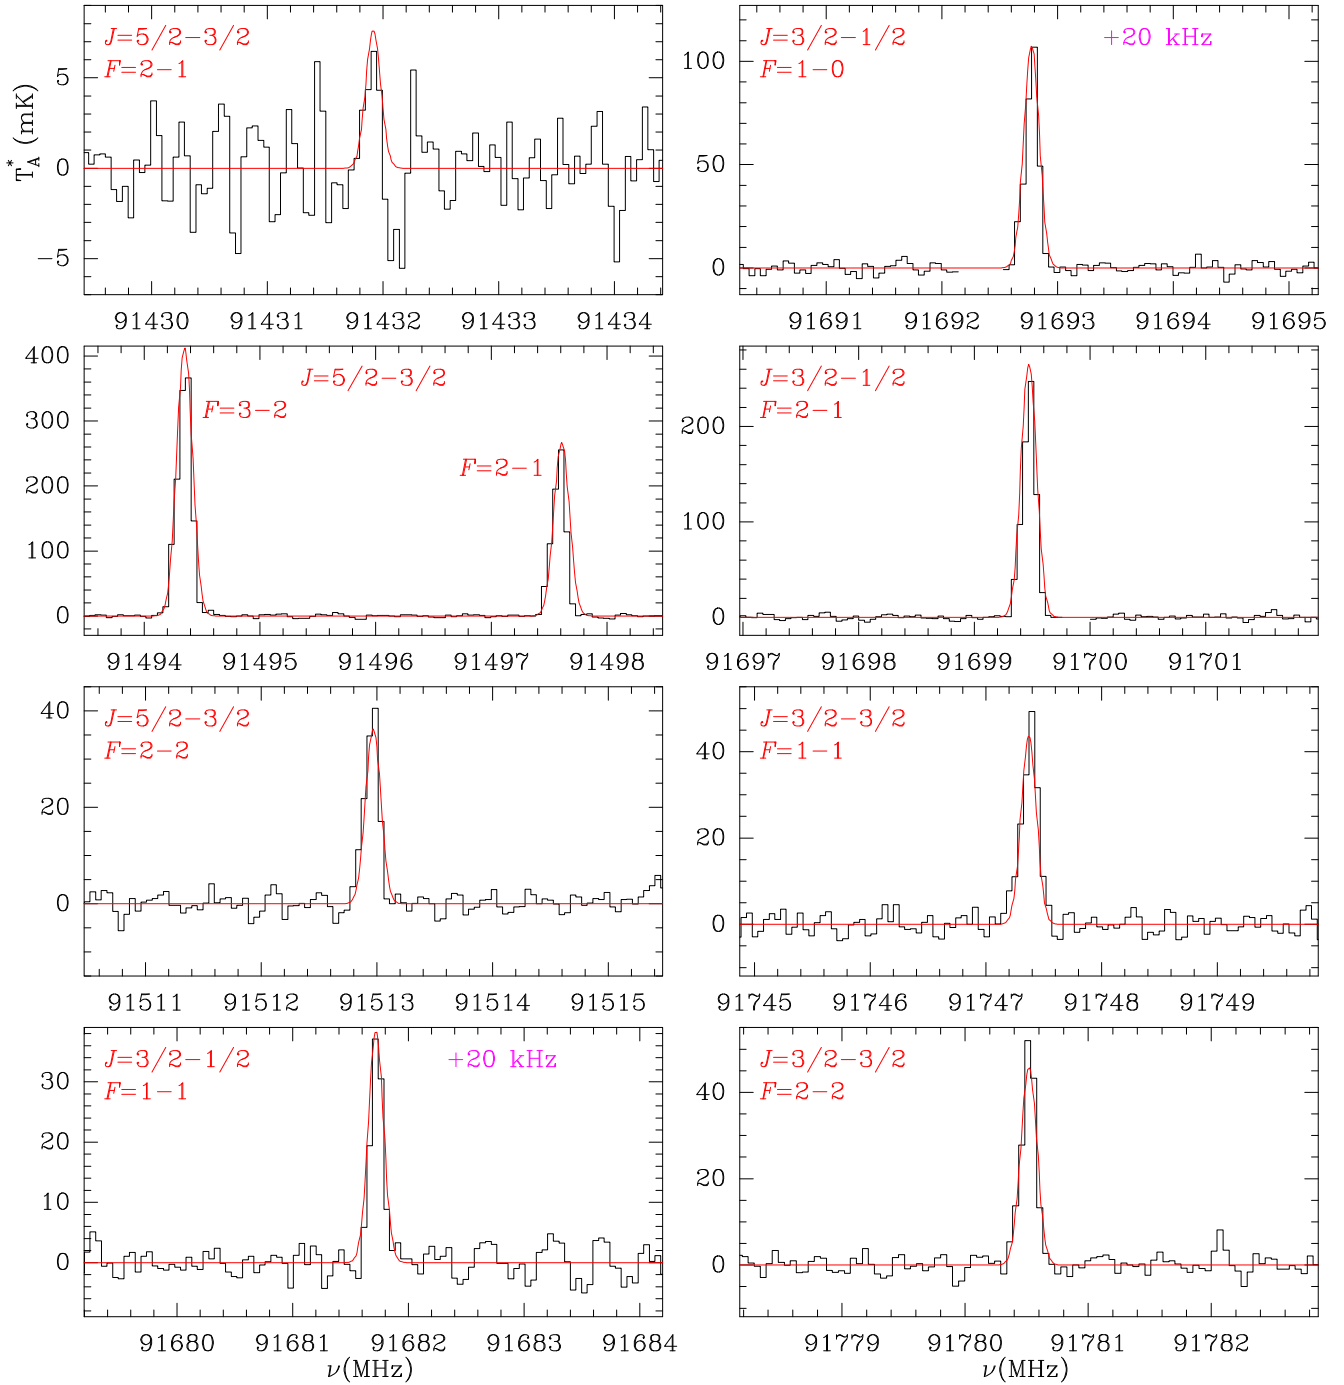 J=5/2−3/2
F=2−1
T*A (mK)
5
0
−5
91430 91431 91432 91433 91434
J=3/2−1/2 +20 kHz
F=1−0
100
50
0
91691 91692 91693 91694 91695
400
300
200
100
0
J=5/2−3/2
F=3−2
F=2−1
91494 91495 91496 91497 91498
J=3/2−1/2
F=2−1
200
100
0
91697 91698 91699 91700 91701
J=5/2−3/2
F=2−2
40
20
0
91511 91512 91513 91514 91515
J=3/2−3/2
F=1−1
40
20
0
91745 91746 91747 91748 91749
J=3/2−1/2 +20 kHz
F=1−1
30
20
10
0
91680 91681 91682 91683 91684
ν(MHz)
J=3/2−3/2
F=2−2
40
20
0
91779 91780 91781 91782
ν(MHz)